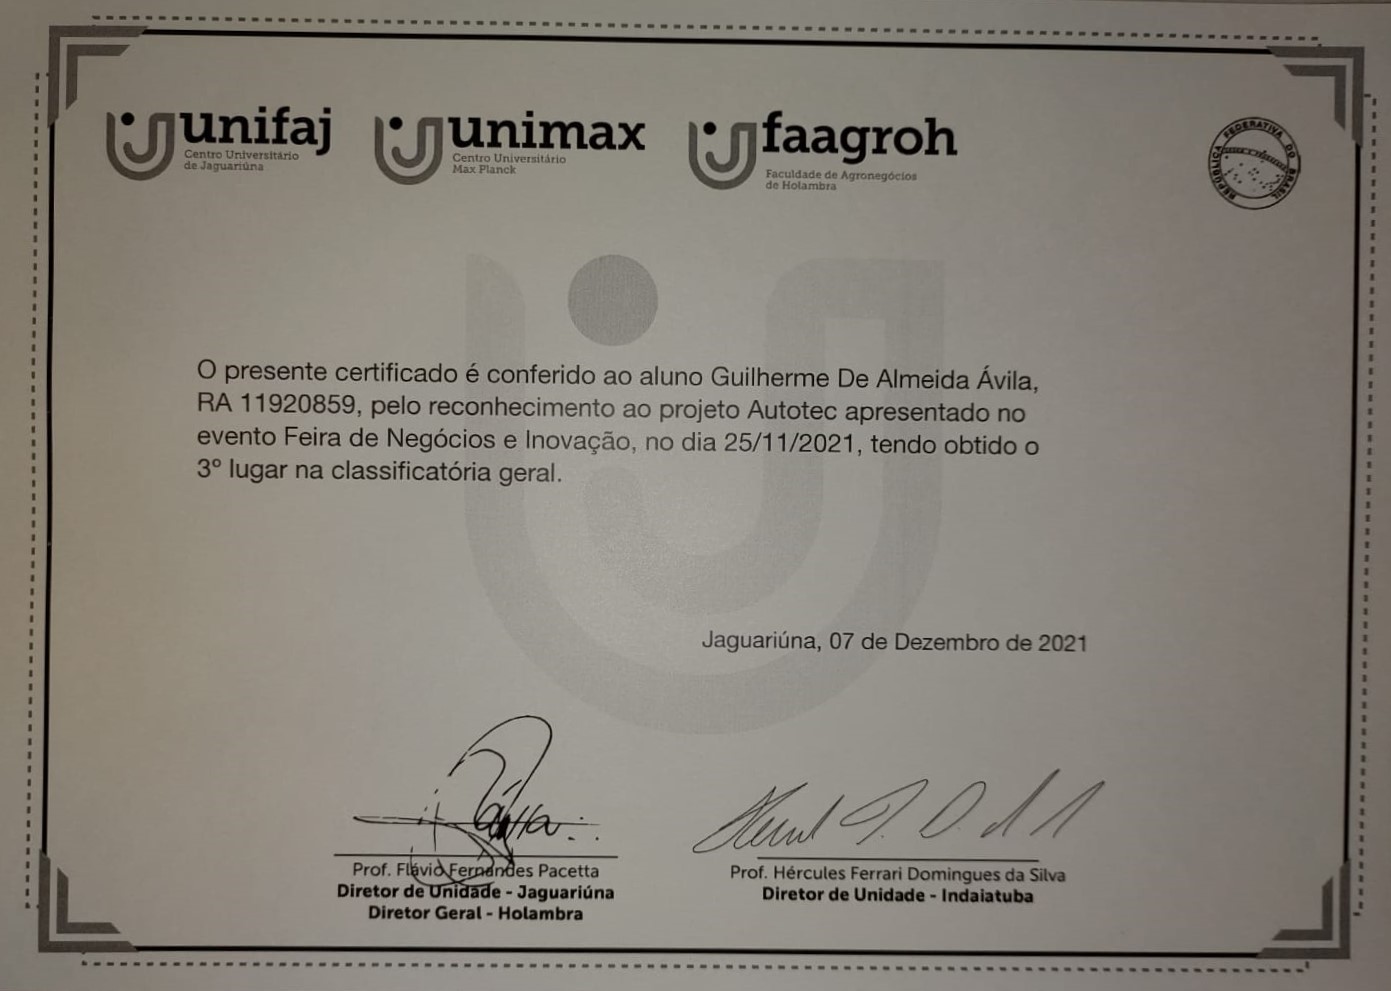 unifaj
Centro Universitário
de Jaguariúna
unimax
Centro Universitário
Max Planck
faagroh
Faculdade de Agronegócios
de Holambra
REPÚBLICA FEDERATIVA DO BRASIL
O presente certificado é conferido ao aluno Guilherme De Almeida Ávila,
RA 11920859, pelo reconhecimento ao projeto Autotec apresentado no
evento Feira de Negócios e Inovação, no dia 25/11/2021, tendo obtido o
3º lugar na classificatória geral.
Jaguariúna, 07 de Dezembro de 2021
Prof. Flávio Fernandes Pacetta
Diretor de Unidade - Jaguariúna
Diretor Geral - Holambra
Prof. Hércules Ferrari Domingues da Silva
Diretor de Unidade - Indaiatuba